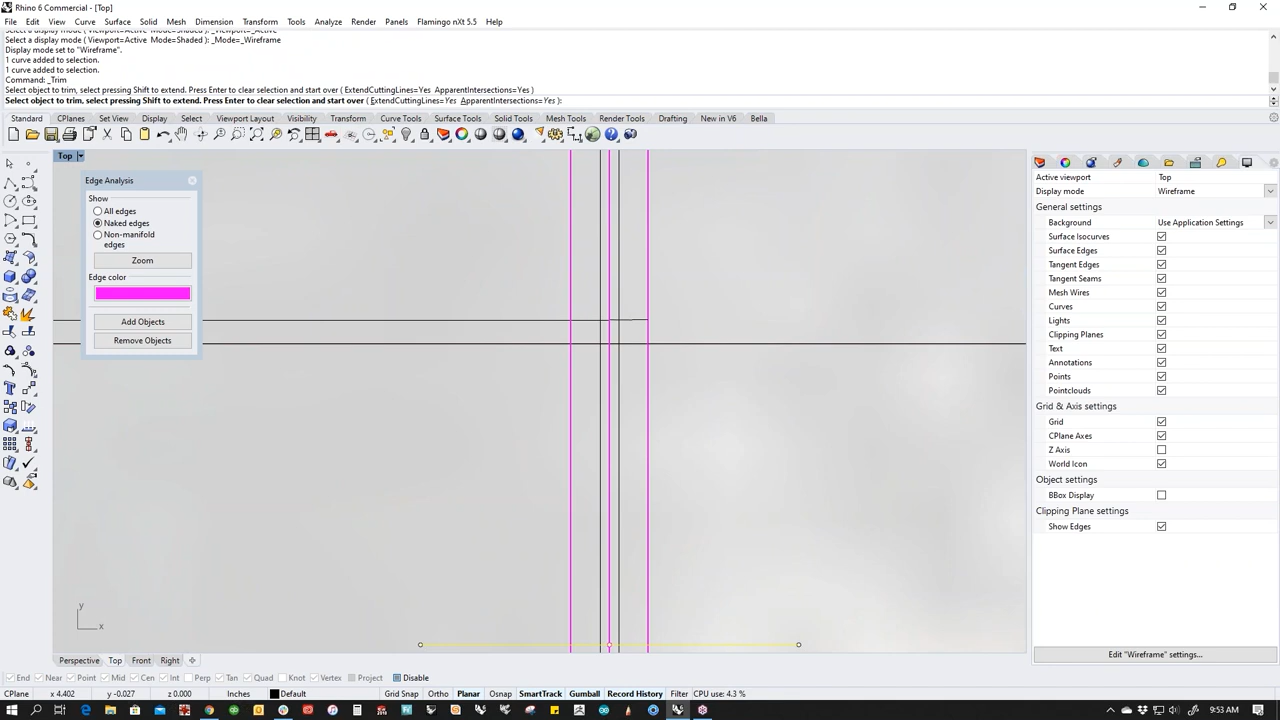 Rhino 6 Commercial - [Top]
File Edit View Curve Surface Solid Mesh Dimension Transform Tools Analyze Render Panels Flamingo nXt 5.5 Help
Select a display mode ( Viewport=Active Mode=Shaded ): _Viewport=_Active
Select a display mode ( Viewport=Active Mode=Shaded ): _Mode=_Wireframe
Display mode set to "Wireframe".
1 curve added to selection.
1 curve added to selection.
Command: _Trim
Select object to trim, select pressing Shift to extend. Press Enter to clear selection and start over ( ExtendCuttingLines=Yes ApparentIntersections=Yes )
Select object to trim, select pressing Shift to extend. Press Enter to clear selection and start over ( ExtendCuttingLines=Yes ApparentIntersections=Yes ):
Standard CPlanes Set View Display Select Viewport Layout Visibility Transform Curve Tools Surface Tools Solid Tools Mesh Tools Render Tools Drafting New in V6 Bella
Top
Edge Analysis
Show
All edges
Naked edges
Non-manifold
edges
Zoom
Edge color
Add Objects
Remove Objects
y
x
Active viewport Top
Display mode Wireframe
General settings
Background Use Application Settings
Surface Isocurves
Surface Edges
Tangent Edges
Tangent Seams
Mesh Wires
Curves
Lights
Clipping Planes
Text
Annotations
Points
Pointclouds
Grid & Axis settings
Grid
CPlane Axes
Z Axis
World Icon
Object settings
BBox Display
Clipping Plane settings
Show Edges
Edit "Wireframe" settings...
Perspective Top Front Right
End Near Point Mid Cen Int Perp Tan Quad Knot Vertex Project Disable
CPlane x 4.402 y -0.027 z 0.000 Inches Default Grid Snap Ortho Planar Osnap SmartTrack Gumball Record History Filter CPU use: 4.3 %
9:53 AM